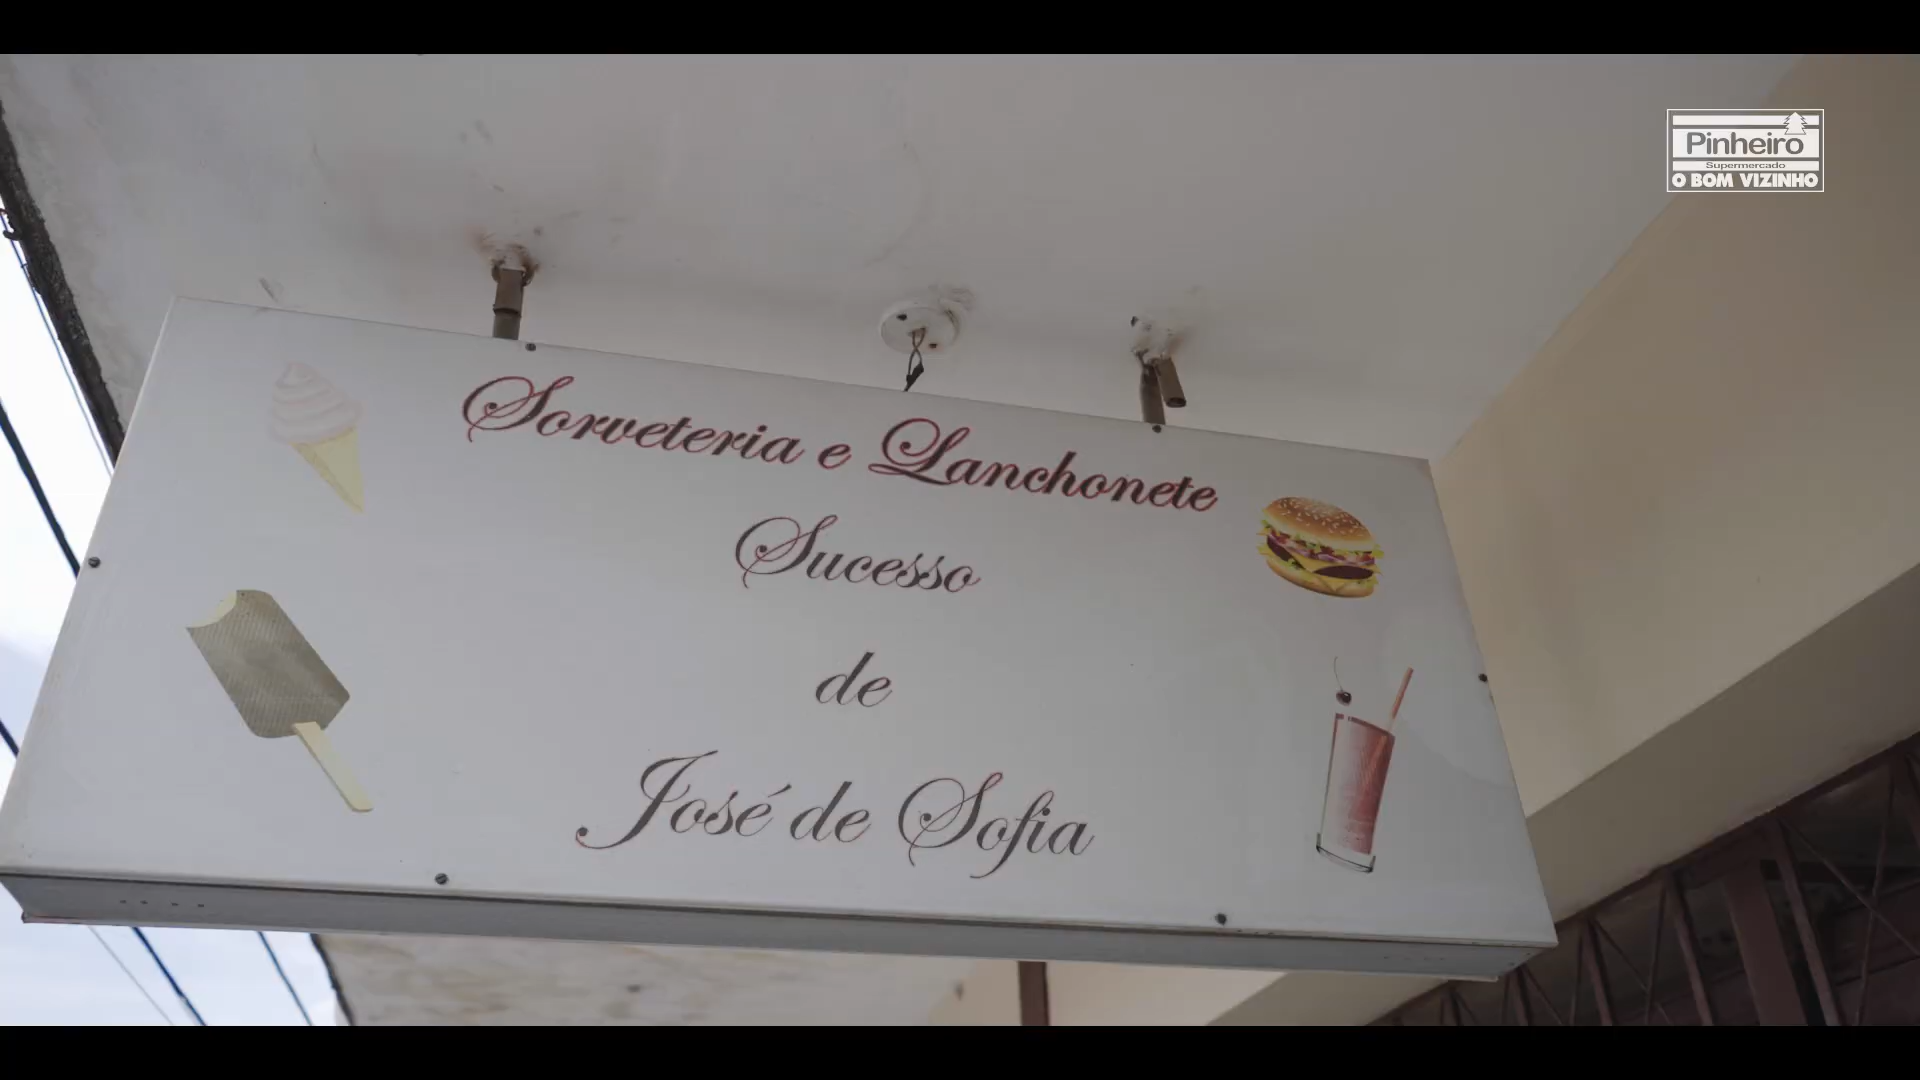 Pinheiro
Supermercado
O BOM VIZINHO
Sorveteria e Lanchonete
Sucesso
de
José de Sofia